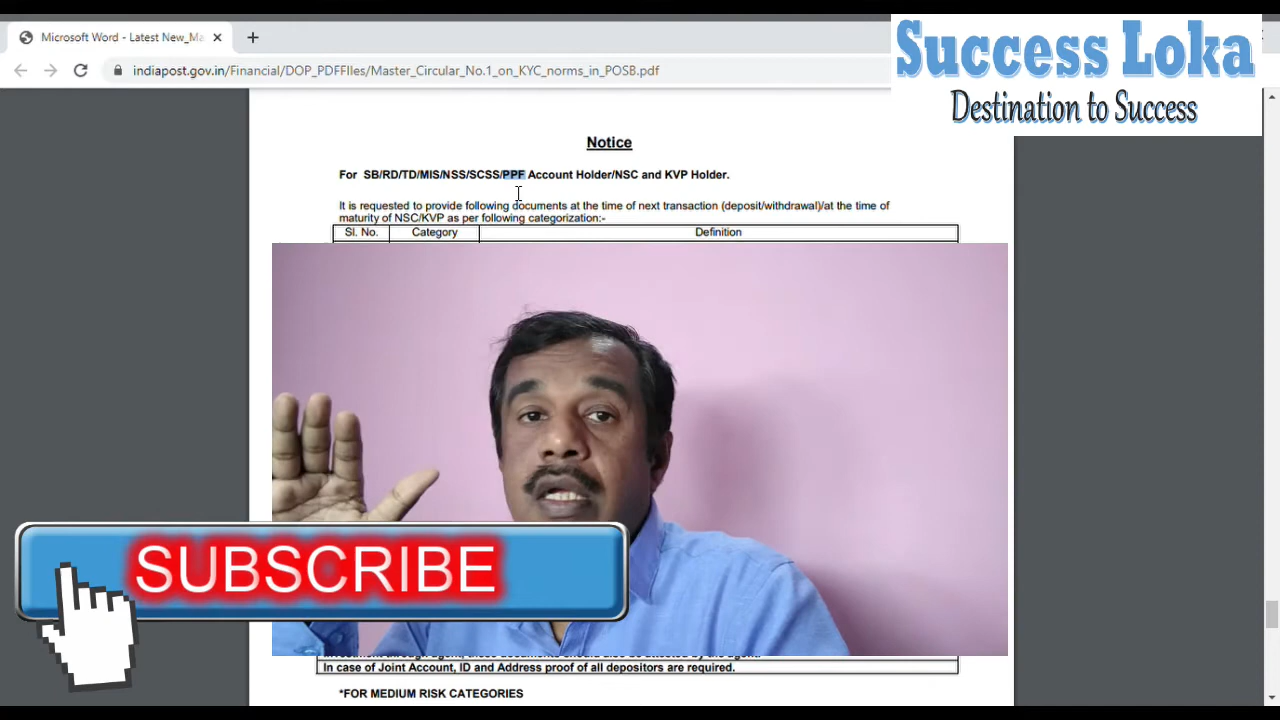 Microsoft Word - Latest New_Ma
Success Loka
Destination to Success
indiapost.gov.in/Financial/DOP_PDFFIles/Master_Circular_No.1_on_KYC_norms_in_POSB.pdf
Notice
For SB/RD/TD/MIS/NSS/SCSS/PPF Account Holder/NSC and KVP Holder.
It is requested to provide following documents at the time of next transaction (deposit/withdrawal)/at the time of
maturity of NSC/KVP as per following categorization:-
Sl. No. Category Definition
SUBSCRIBE
In case of Joint Account, ID and Address proof of all depositors are required.
*FOR MEDIUM RISK CATEGORIES